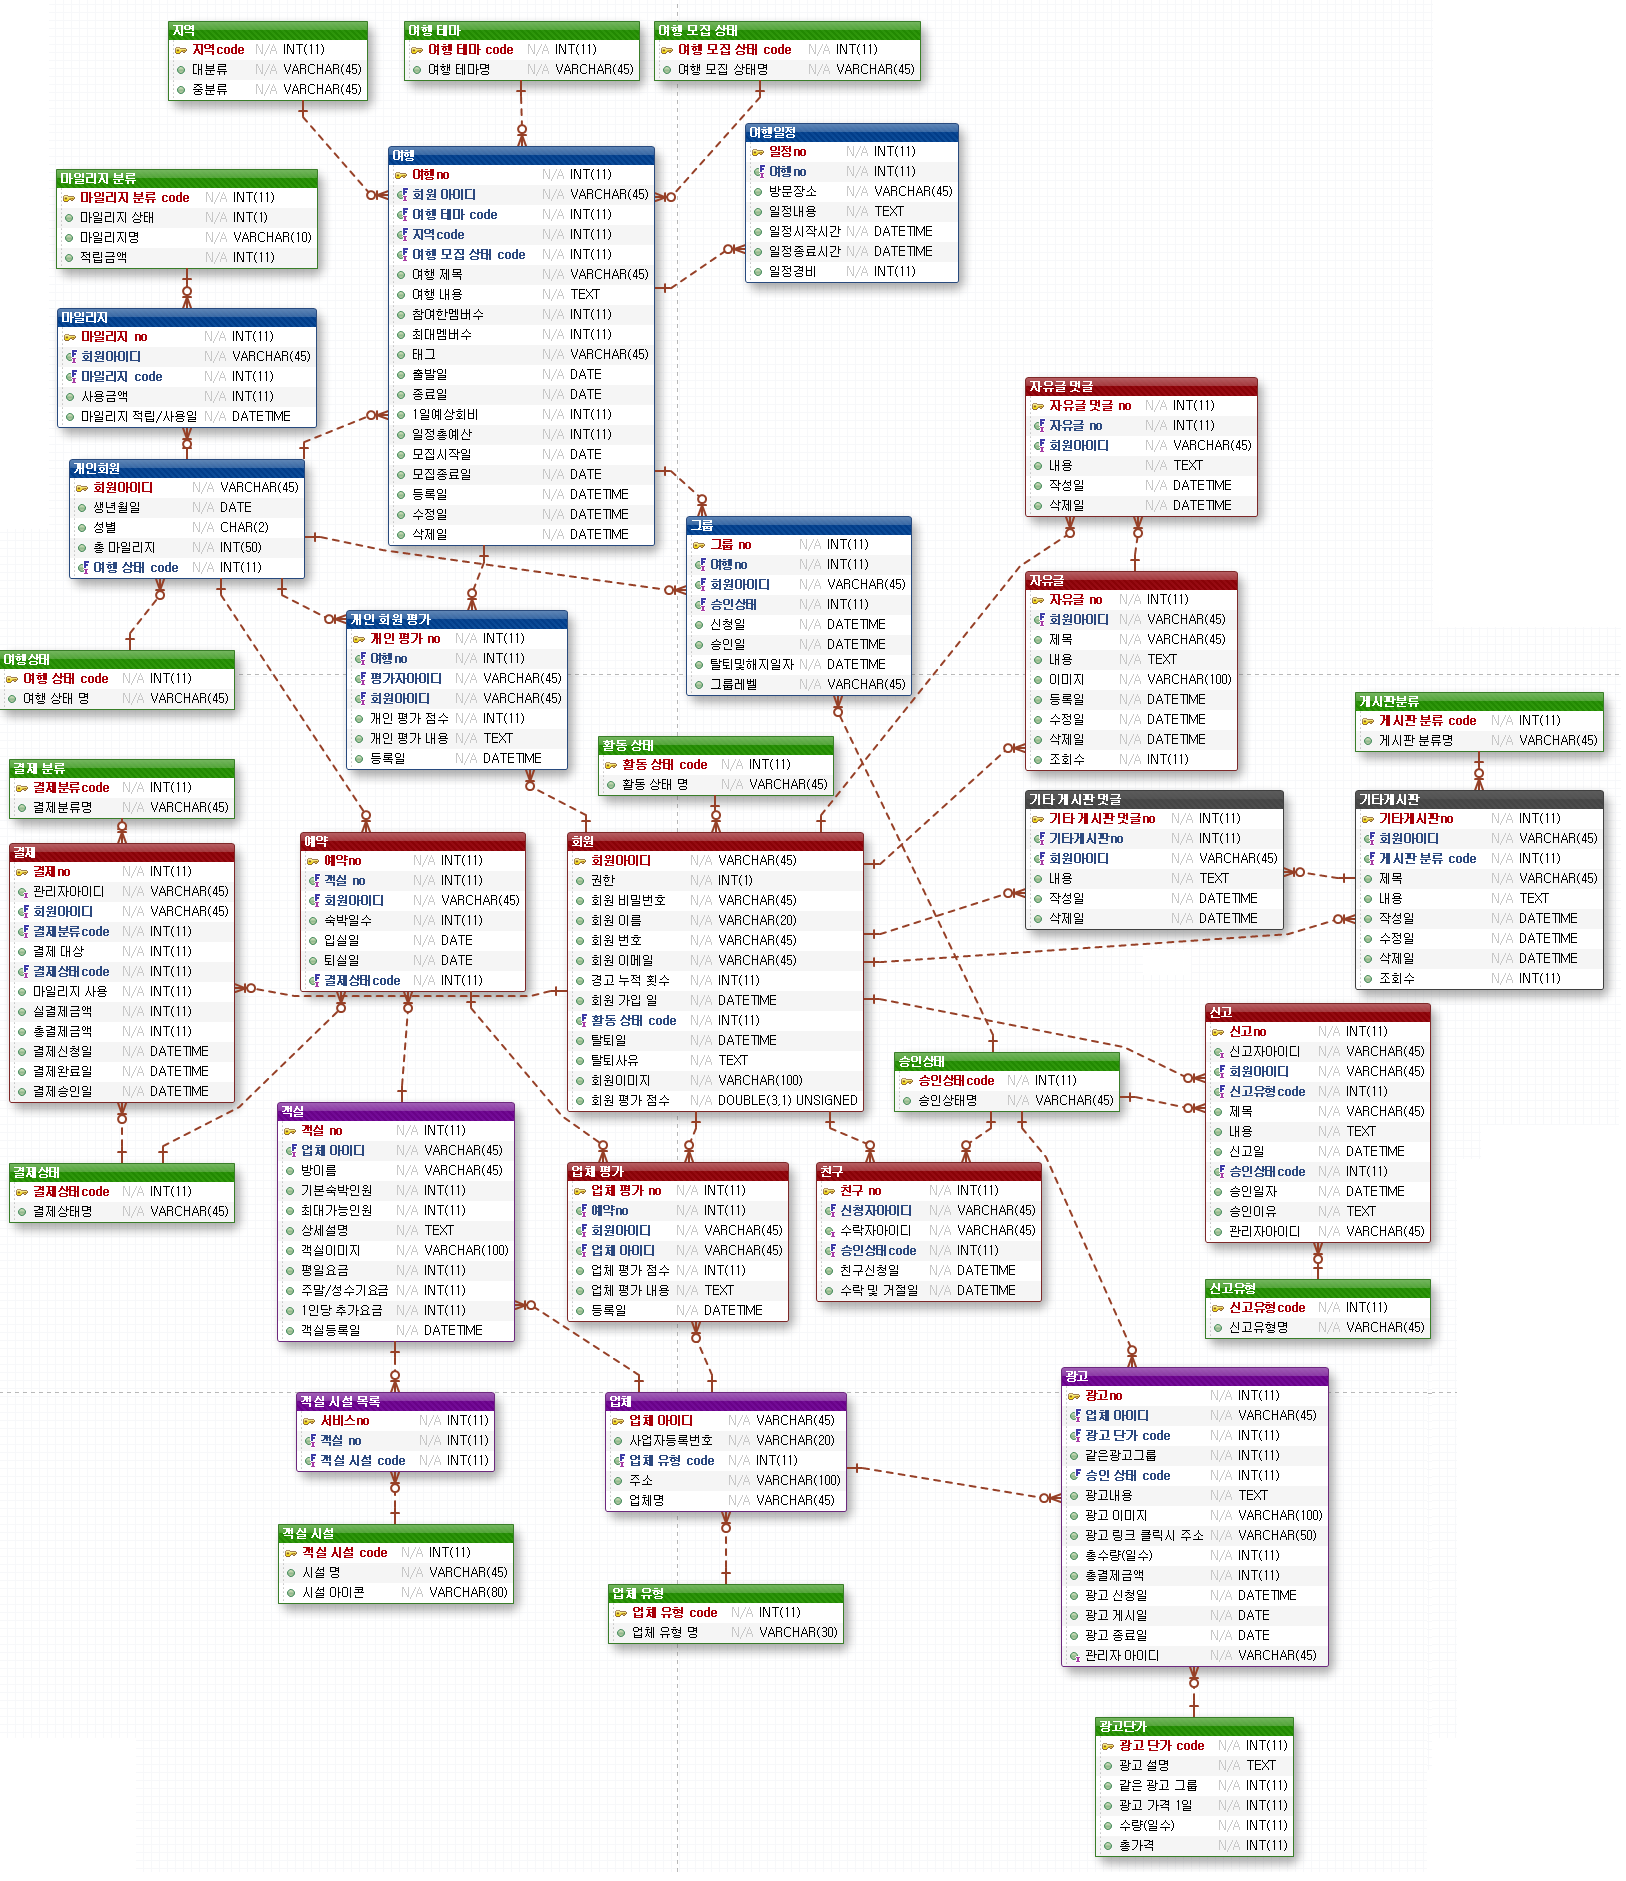 지역
지역code N/A INT(11)
대분류 N/A VARCHAR(45)
중분류 N/A VARCHAR(45)
여행 테마
여행 테마 code N/A INT(11)
여행 테마명 N/A VARCHAR(45)
여행 모집 상태
여행 모집 상태 code N/A INT(11)
여행 모집 상태명 N/A VARCHAR(45)
여행일정
일정no N/A INT(11)
여행no N/A INT(11)
방문장소 N/A VARCHAR(45)
일정내용 N/A TEXT
일정시작시간 N/A DATETIME
일정종료시간 N/A DATETIME
일정경비 N/A INT(11)
여행
여행no N/A INT(11)
회원 아이디 N/A VARCHAR(45)
여행 테마 code N/A INT(11)
지역code N/A INT(11)
여행 모집 상태 code N/A INT(11)
여행 제목 N/A VARCHAR(45)
여행 내용 N/A TEXT
참여한멤버수 N/A INT(11)
최대멤버수 N/A INT(11)
태그 N/A VARCHAR(45)
출발일 N/A DATE
종료일 N/A DATE
1일예상회비 N/A INT(11)
일정총예산 N/A INT(11)
모집시작일 N/A DATE
모집종료일 N/A DATE
등록일 N/A DATETIME
수정일 N/A DATETIME
삭제일 N/A DATETIME
마일리지 분류
마일리지 분류 code N/A INT(11)
마일리지 상태 N/A INT(1)
마일리지명 N/A VARCHAR(10)
적립금액 N/A INT(11)
마일리지
마일리지 no N/A INT(11)
회원아이디 N/A VARCHAR(45)
마일리지 code N/A INT(11)
사용금액 N/A INT(11)
마일리지 적립/사용일 N/A DATETIME
개인회원
회원아이디 N/A VARCHAR(45)
생년월일 N/A DATE
성별 N/A CHAR(2)
총 마일리지 N/A INT(50)
여행 상태 code N/A INT(11)
자유글 댓글
자유글 댓글 no N/A INT(11)
자유글 no N/A INT(11)
회원아이디 N/A VARCHAR(45)
내용 N/A TEXT
작성일 N/A DATETIME
삭제일 N/A DATETIME
그룹
그룹 no N/A INT(11)
여행no N/A INT(11)
회원아이디 N/A VARCHAR(45)
승인상태 N/A INT(11)
신청일 N/A DATETIME
승인일 N/A DATETIME
탈퇴및해지일자 N/A DATETIME
그룹레벨 N/A VARCHAR(45)
자유글
자유글 no N/A INT(11)
회원아이디 N/A VARCHAR(45)
제목 N/A VARCHAR(45)
내용 N/A TEXT
이미지 N/A VARCHAR(100)
등록일 N/A DATETIME
수정일 N/A DATETIME
삭제일 N/A DATETIME
조회수 N/A INT(11)
개인 회원 평가
개인 평가 no N/A INT(11)
여행no N/A INT(11)
평가자아이디 N/A VARCHAR(45)
회원아이디 N/A VARCHAR(45)
개인 평가 점수 N/A INT(11)
개인 평가 내용 N/A TEXT
등록일 N/A DATETIME
여행상태
여행 상태 code N/A INT(11)
여행 상태 명 N/A VARCHAR(45)
게시판분류
게시판 분류 code N/A INT(11)
게시판 분류명 N/A VARCHAR(45)
활동 상태
활동 상태 code N/A INT(11)
활동 상태 명 N/A VARCHAR(45)
결제 분류
결제분류code N/A INT(11)
결제분류명 N/A VARCHAR(45)
결제
결제no N/A INT(11)
관리자아이디 N/A VARCHAR(45)
회원아이디 N/A VARCHAR(45)
결제분류code N/A INT(11)
결제 대상 N/A INT(11)
결제상태code N/A INT(11)
마일리지 사용 N/A INT(11)
실결제금액 N/A INT(11)
총결제금액 N/A INT(11)
결제신청일 N/A DATETIME
결제완료일 N/A DATETIME
결제승인일 N/A DATETIME
예약
예약no N/A INT(11)
객실 no N/A INT(11)
회원아이디 N/A VARCHAR(45)
숙박일수 N/A INT(11)
입실일 N/A DATE
퇴실일 N/A DATE
결제상태code N/A INT(11)
회원
회원아이디 N/A VARCHAR(45)
권한 N/A INT(1)
회원 비밀번호 N/A VARCHAR(45)
회원 이름 N/A VARCHAR(20)
회원 번호 N/A VARCHAR(45)
회원 이메일 N/A VARCHAR(45)
경고 누적 횟수 N/A INT(11)
회원 가입 일 N/A DATETIME
활동 상태 code N/A INT(11)
탈퇴일 N/A DATETIME
탈퇴사유 N/A TEXT
회원이미지 N/A VARCHAR(100)
회원 평가 점수 N/A DOUBLE(3,1) UNSIGNED
기타 게시판 댓글
기타 게시판 댓글no N/A INT(11)
기타게시판no N/A INT(11)
회원아이디 N/A VARCHAR(45)
내용 N/A TEXT
작성일 N/A DATETIME
삭제일 N/A DATETIME
기타게시판
기타게시판no N/A INT(11)
회원아이디 N/A VARCHAR(45)
게시판 분류 code N/A INT(11)
제목 N/A VARCHAR(45)
내용 N/A TEXT
작성일 N/A DATETIME
수정일 N/A DATETIME
삭제일 N/A DATETIME
조회수 N/A INT(11)
신고
신고no N/A INT(11)
신고자아이디 N/A VARCHAR(45)
회원아이디 N/A VARCHAR(45)
신고유형code N/A INT(11)
제목 N/A VARCHAR(45)
내용 N/A TEXT
신고일 N/A DATETIME
승인상태code N/A INT(11)
승인일자 N/A DATETIME
승인이유 N/A TEXT
관리자아이디 N/A VARCHAR(45)
승인상태
승인상태code N/A INT(11)
승인상태명 N/A VARCHAR(45)
결제상태
결제상태code N/A INT(11)
결제상태명 N/A VARCHAR(45)
객실
객실 no N/A INT(11)
업체 아이디 N/A VARCHAR(45)
방이름 N/A VARCHAR(45)
기본숙박인원 N/A INT(11)
최대가능인원 N/A INT(11)
상세설명 N/A TEXT
객실이미지 N/A VARCHAR(100)
평일요금 N/A INT(11)
주말/성수기요금 N/A INT(11)
1인당 추가요금 N/A INT(11)
객실등록일 N/A DATETIME
업체 평가
업체 평가 no N/A INT(11)
예약no N/A INT(11)
회원아이디 N/A VARCHAR(45)
업체 아이디 N/A VARCHAR(45)
업체 평가 점수 N/A INT(11)
업체 평가 내용 N/A TEXT
등록일 N/A DATETIME
친구
친구 no N/A INT(11)
신청자아이디 N/A VARCHAR(45)
수락자아이디 N/A VARCHAR(45)
승인상태code N/A INT(11)
친구신청일 N/A DATETIME
수락 및 거절일 N/A DATETIME
신고유형
신고유형code N/A INT(11)
신고유형명 N/A VARCHAR(45)
객실 시설 목록
서비스no N/A INT(11)
객실 no N/A INT(11)
객실 시설 code N/A INT(11)
업체
업체 아이디 N/A VARCHAR(45)
사업자등록번호 N/A VARCHAR(20)
업체 유형 code N/A INT(11)
주소 N/A VARCHAR(100)
업체명 N/A VARCHAR(45)
광고
광고no N/A INT(11)
업체 아이디 N/A VARCHAR(45)
광고 단가 code N/A INT(11)
같은광고그룹 N/A INT(11)
승인 상태 code N/A INT(11)
광고내용 N/A TEXT
광고 이미지 N/A VARCHAR(100)
광고 링크 클릭시 주소 N/A VARCHAR(50)
총수량(일수) N/A INT(11)
총결제금액 N/A INT(11)
광고 신청일 N/A DATETIME
광고 게시일 N/A DATE
광고 종료일 N/A DATE
관리자 아이디 N/A VARCHAR(45)
객실 시설
객실 시설 code N/A INT(11)
시설 명 N/A VARCHAR(45)
시설 아이콘 N/A VARCHAR(80)
업체 유형
업체 유형 code N/A INT(11)
업체 유형 명 N/A VARCHAR(30)
광고단가
광고 단가 code N/A INT(11)
광고 설명 N/A TEXT
같은 광고 그룹 N/A INT(11)
광고 가격 1일 N/A INT(11)
수량(일수) N/A INT(11)
총가격 N/A INT(11)